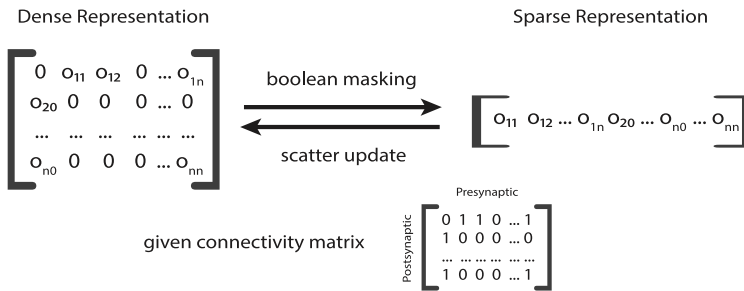 Dense Representation
Sparse Representation
0 o11 o12 0 ... o1n
o20 0 0 0 ... 0
... ... ... ... ... ...
on0 0 0 0 ... onn
boolean masking
scatter update
o11 o12 ... o1n o20 ... on0 ... onn
given connectivity matrix
Presynaptic
Postsynaptic
0 1 1 0 ... 1
1 0 0 0 ... 0
... ... ... ... ... ...
1 0 0 0 ... 1